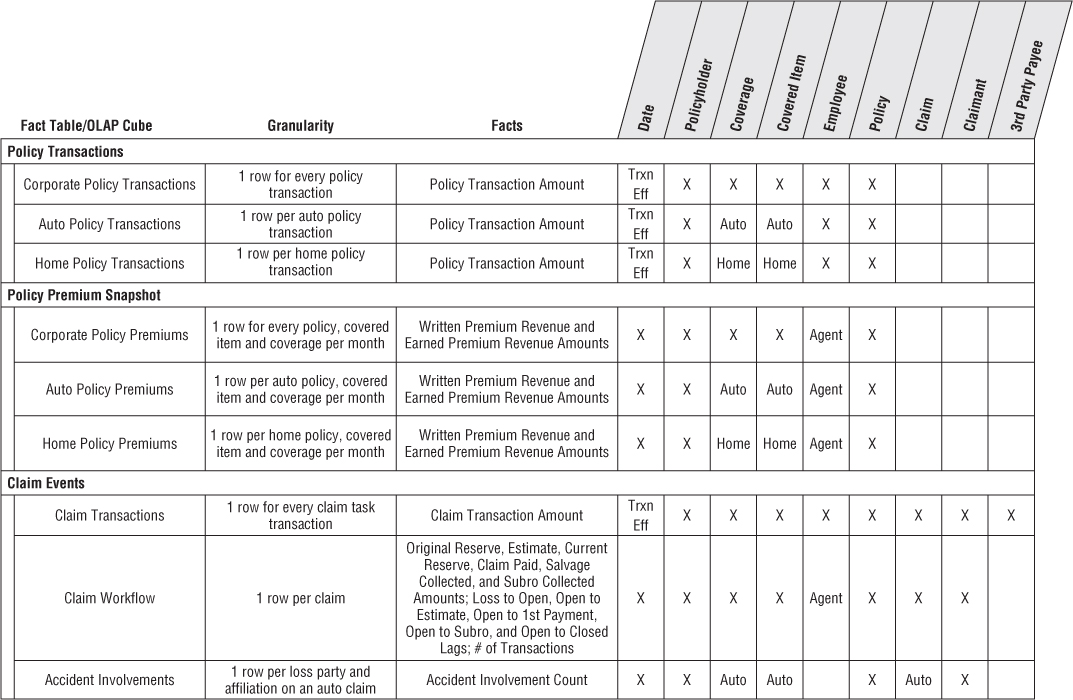 Fact Table/OLAP Cube Granularity Facts Date Policyholder Coverage Covered Item Employee Policy Claim Claimant 3rd Party Payee
Policy Transactions
Corporate Policy Transactions
1 row for every policy
transaction
Policy Transaction Amount
Trxn
Eff
X X X X X
Auto Policy Transactions
1 row per auto policy
transaction
Policy Transaction Amount
Trxn
Eff
X Auto Auto X X
Home Policy Transactions
1 row per home policy
transaction
Policy Transaction Amount
Trxn
Eff
X Home Home X X
Policy Premium Snapshot
Corporate Policy Premiums
1 row for every policy, covered
item and coverage per month
Written Premium Revenue and
Earned Premium Revenue Amounts
X X X X Agent X
Auto Policy Premiums
1 row per auto policy, covered
item and coverage per month
Written Premium Revenue and
Earned Premium Revenue Amounts
X X Auto Auto Agent X
Home Policy Premiums
1 row per home policy, covered
item and coverage per month
Written Premium Revenue and
Earned Premium Revenue Amounts
X X Home Home Agent X
Claim Events
Claim Transactions
1 row for every claim task
transaction
Claim Transaction Amount
Trxn
Eff
X X X X X X X X
Claim Workflow
1 row per claim
Original Reserve, Estimate, Current
Reserve, Claim Paid, Salvage
Collected, and Subro Collected
Amounts; Loss to Open, Open to
Estimate, Open to 1st Payment,
Open to Subro, and Open to Closed
Lags; # of Transactions
X X X X Agent X X X
Accident Involvements
1 row per loss party and
affiliation on an auto claim
Accident Involvement Count
X X Auto Auto X Auto X